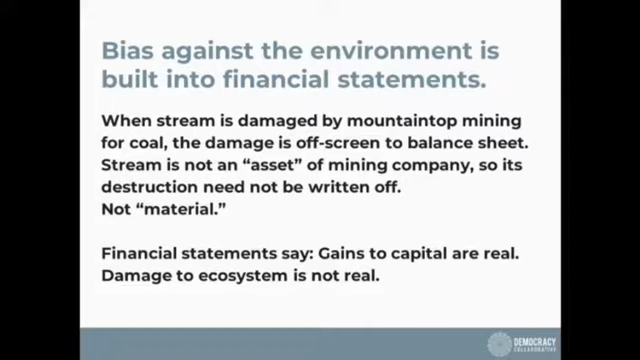 Bias against the environment is
built into financial statements.
When stream is damaged by mountaintop mining
for coal, the damage is off-screen to balance sheet.
Stream is not an “asset” of mining company, so its
destruction need not be written off.
Not “material.”
Financial statements say: Gains to capital are real.
Damage to ecosystem is not real.
DEMOCRACY
COLLABORATIVE